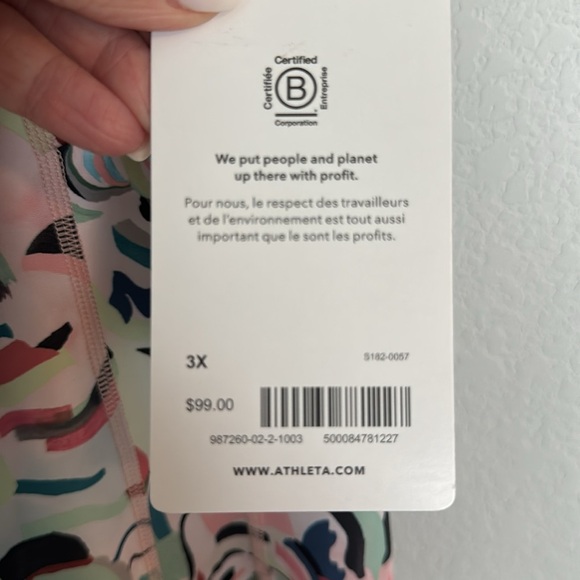 Certified
Certifiée
B
Entreprise
Corporation
We put people and planet
up there with profit.
Pour nous, le respect des travailleurs
et de l'environnement est tout aussi
important que le sont les profits.
3X
S182-0057
$99.00
987260-02-2-1003 500084781227
WWW.ATHLETA.COM